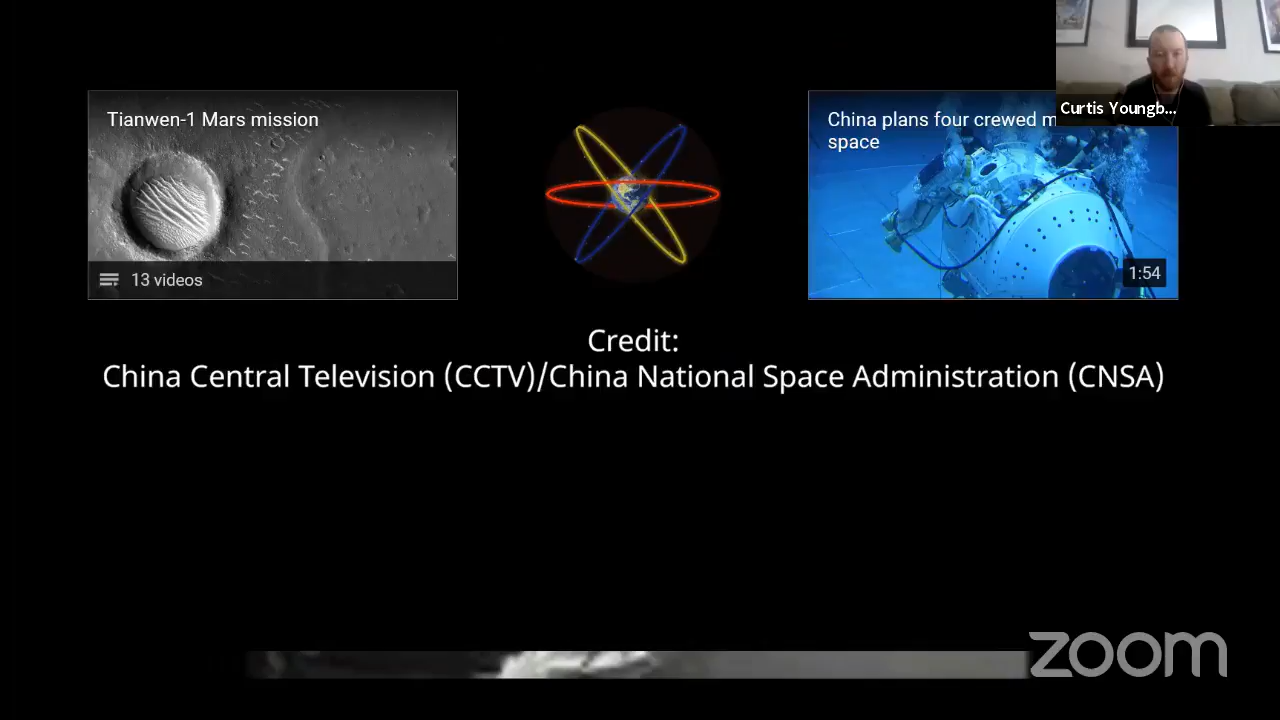 Tianwen-1 Mars mission
13 videos
China plans four crewed m
space
1:54
Curtis Youngb...
Credit:
China Central Television (CCTV)/China National Space Administration (CNSA)
zoom